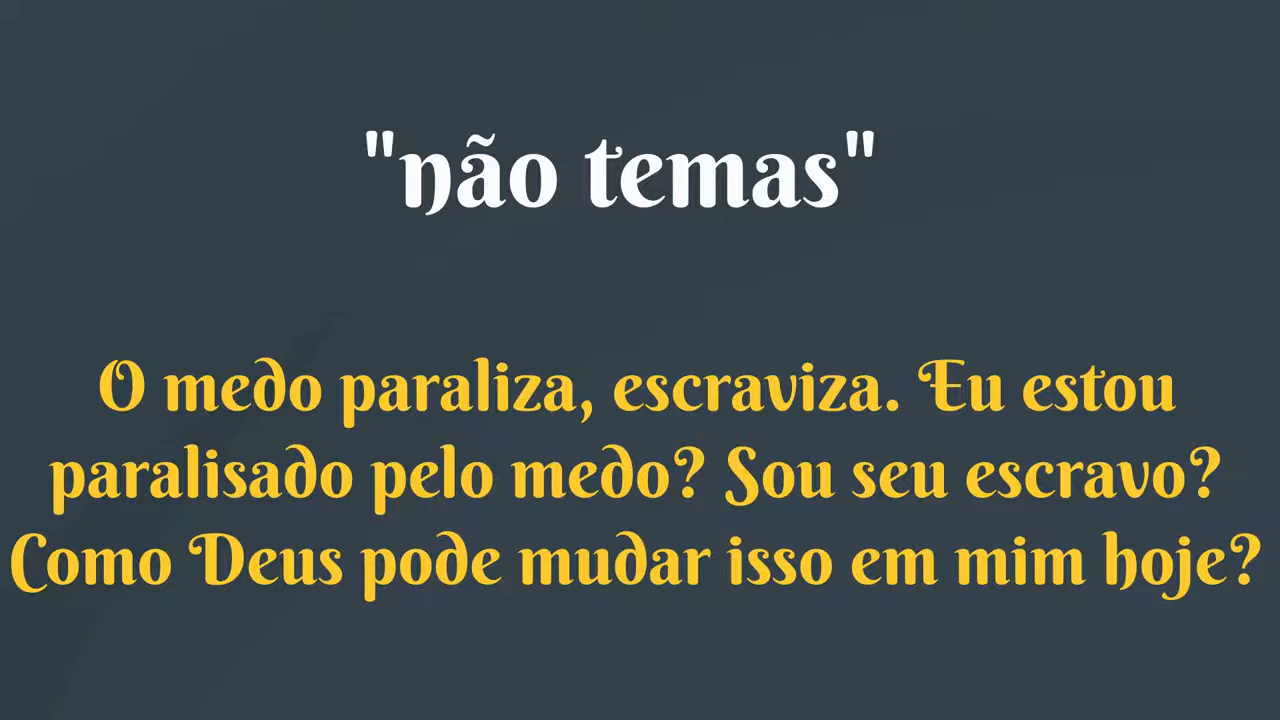 "não temas"
O medo paraliza, escraviza. Eu estou
paralisado pelo medo? Sou seu escravo?
Como Deus pode mudar isso em mim hoje?